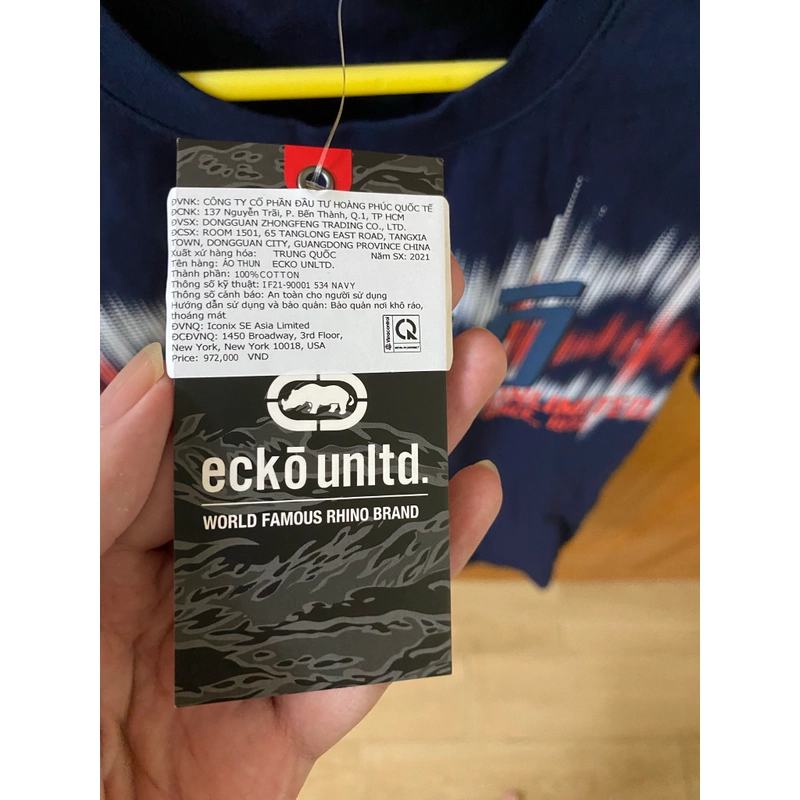 ĐVNK: CÔNG TY CỔ PHẦN ĐẦU TƯ HOÀNG PHÚC QUỐC TẾ
ĐCNK: 137 Nguyễn Trãi, P. Bến Thành, Q.1, TP HCM
ĐVSX: DONGGUAN ZHONGFENG TRADING CO., LTD.
ĐCSX: ROOM 1501, 65 TANGLONG EAST ROAD, TANGXIA
TOWN, DONGGUAN CITY, GUANGDONG PROVINCE CHINA
Xuất xứ hàng hóa: TRUNG QUỐC Năm SX: 2021
Tên hàng: ÁO THUN ECKO UNLTD.
Thành phần: 100%COTTON
Thông số kỹ thuật: IF21-90001 534 NAVY
Thông số cảnh báo: An toàn cho người sử dụng
Hướng dẫn sử dụng và bảo quản: Bảo quản nơi khô ráo,
thoáng mát
ĐVNQ: Iconix SE Asia Limited
ĐCĐVNQ: 1450 Broadway, 3rd Floor,
New York, New York 10018, USA
Price: 972,000 VND
eckō unltd.
WORLD FAMOUS RHINO BRAND